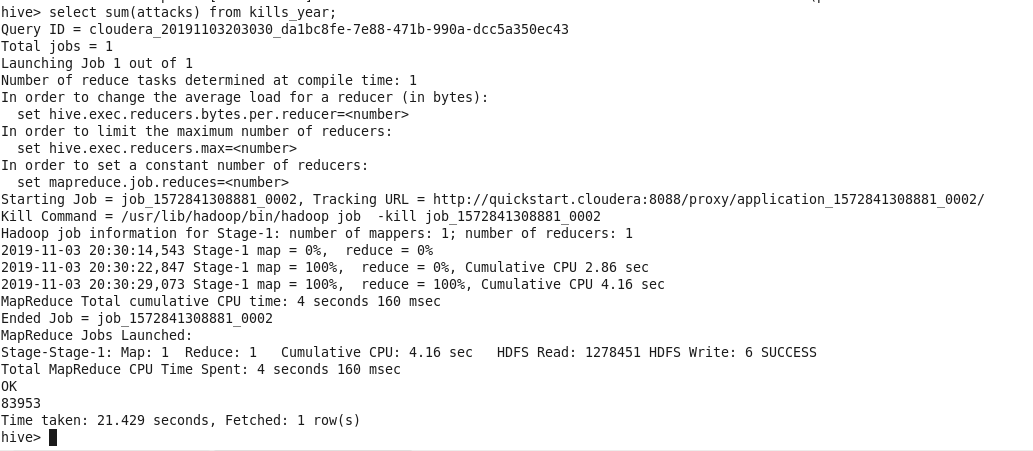 hive> select sum(attacks) from kills_year;
Query ID = cloudera_20191103203030_da1bc8fe-7e88-471b-990a-dcc5a350ec43
Total jobs = 1
Launching Job 1 out of 1
Number of reduce tasks determined at compile time: 1
In order to change the average load for a reducer (in bytes):
  set hive.exec.reducers.bytes.per.reducer=<number>
In order to limit the maximum number of reducers:
  set hive.exec.reducers.max=<number>
In order to set a constant number of reducers:
  set mapreduce.job.reduces=<number>
Starting Job = job_1572841308881_0002, Tracking URL = http://quickstart.cloudera:8088/proxy/application_1572841308881_0002/
Kill Command = /usr/lib/hadoop/bin/hadoop job  -kill job_1572841308881_0002
Hadoop job information for Stage-1: number of mappers: 1; number of reducers: 1
2019-11-03 20:30:14,543 Stage-1 map = 0%,  reduce = 0%
2019-11-03 20:30:22,847 Stage-1 map = 100%,  reduce = 0%, Cumulative CPU 2.86 sec
2019-11-03 20:30:29,073 Stage-1 map = 100%,  reduce = 100%, Cumulative CPU 4.16 sec
MapReduce Total cumulative CPU time: 4 seconds 160 msec
Ended Job = job_1572841308881_0002
MapReduce Jobs Launched:
Stage-Stage-1: Map: 1  Reduce: 1   Cumulative CPU: 4.16 sec   HDFS Read: 1278451 HDFS Write: 6 SUCCESS
Total MapReduce CPU Time Spent: 4 seconds 160 msec
OK
83953
Time taken: 21.429 seconds, Fetched: 1 row(s)
hive>